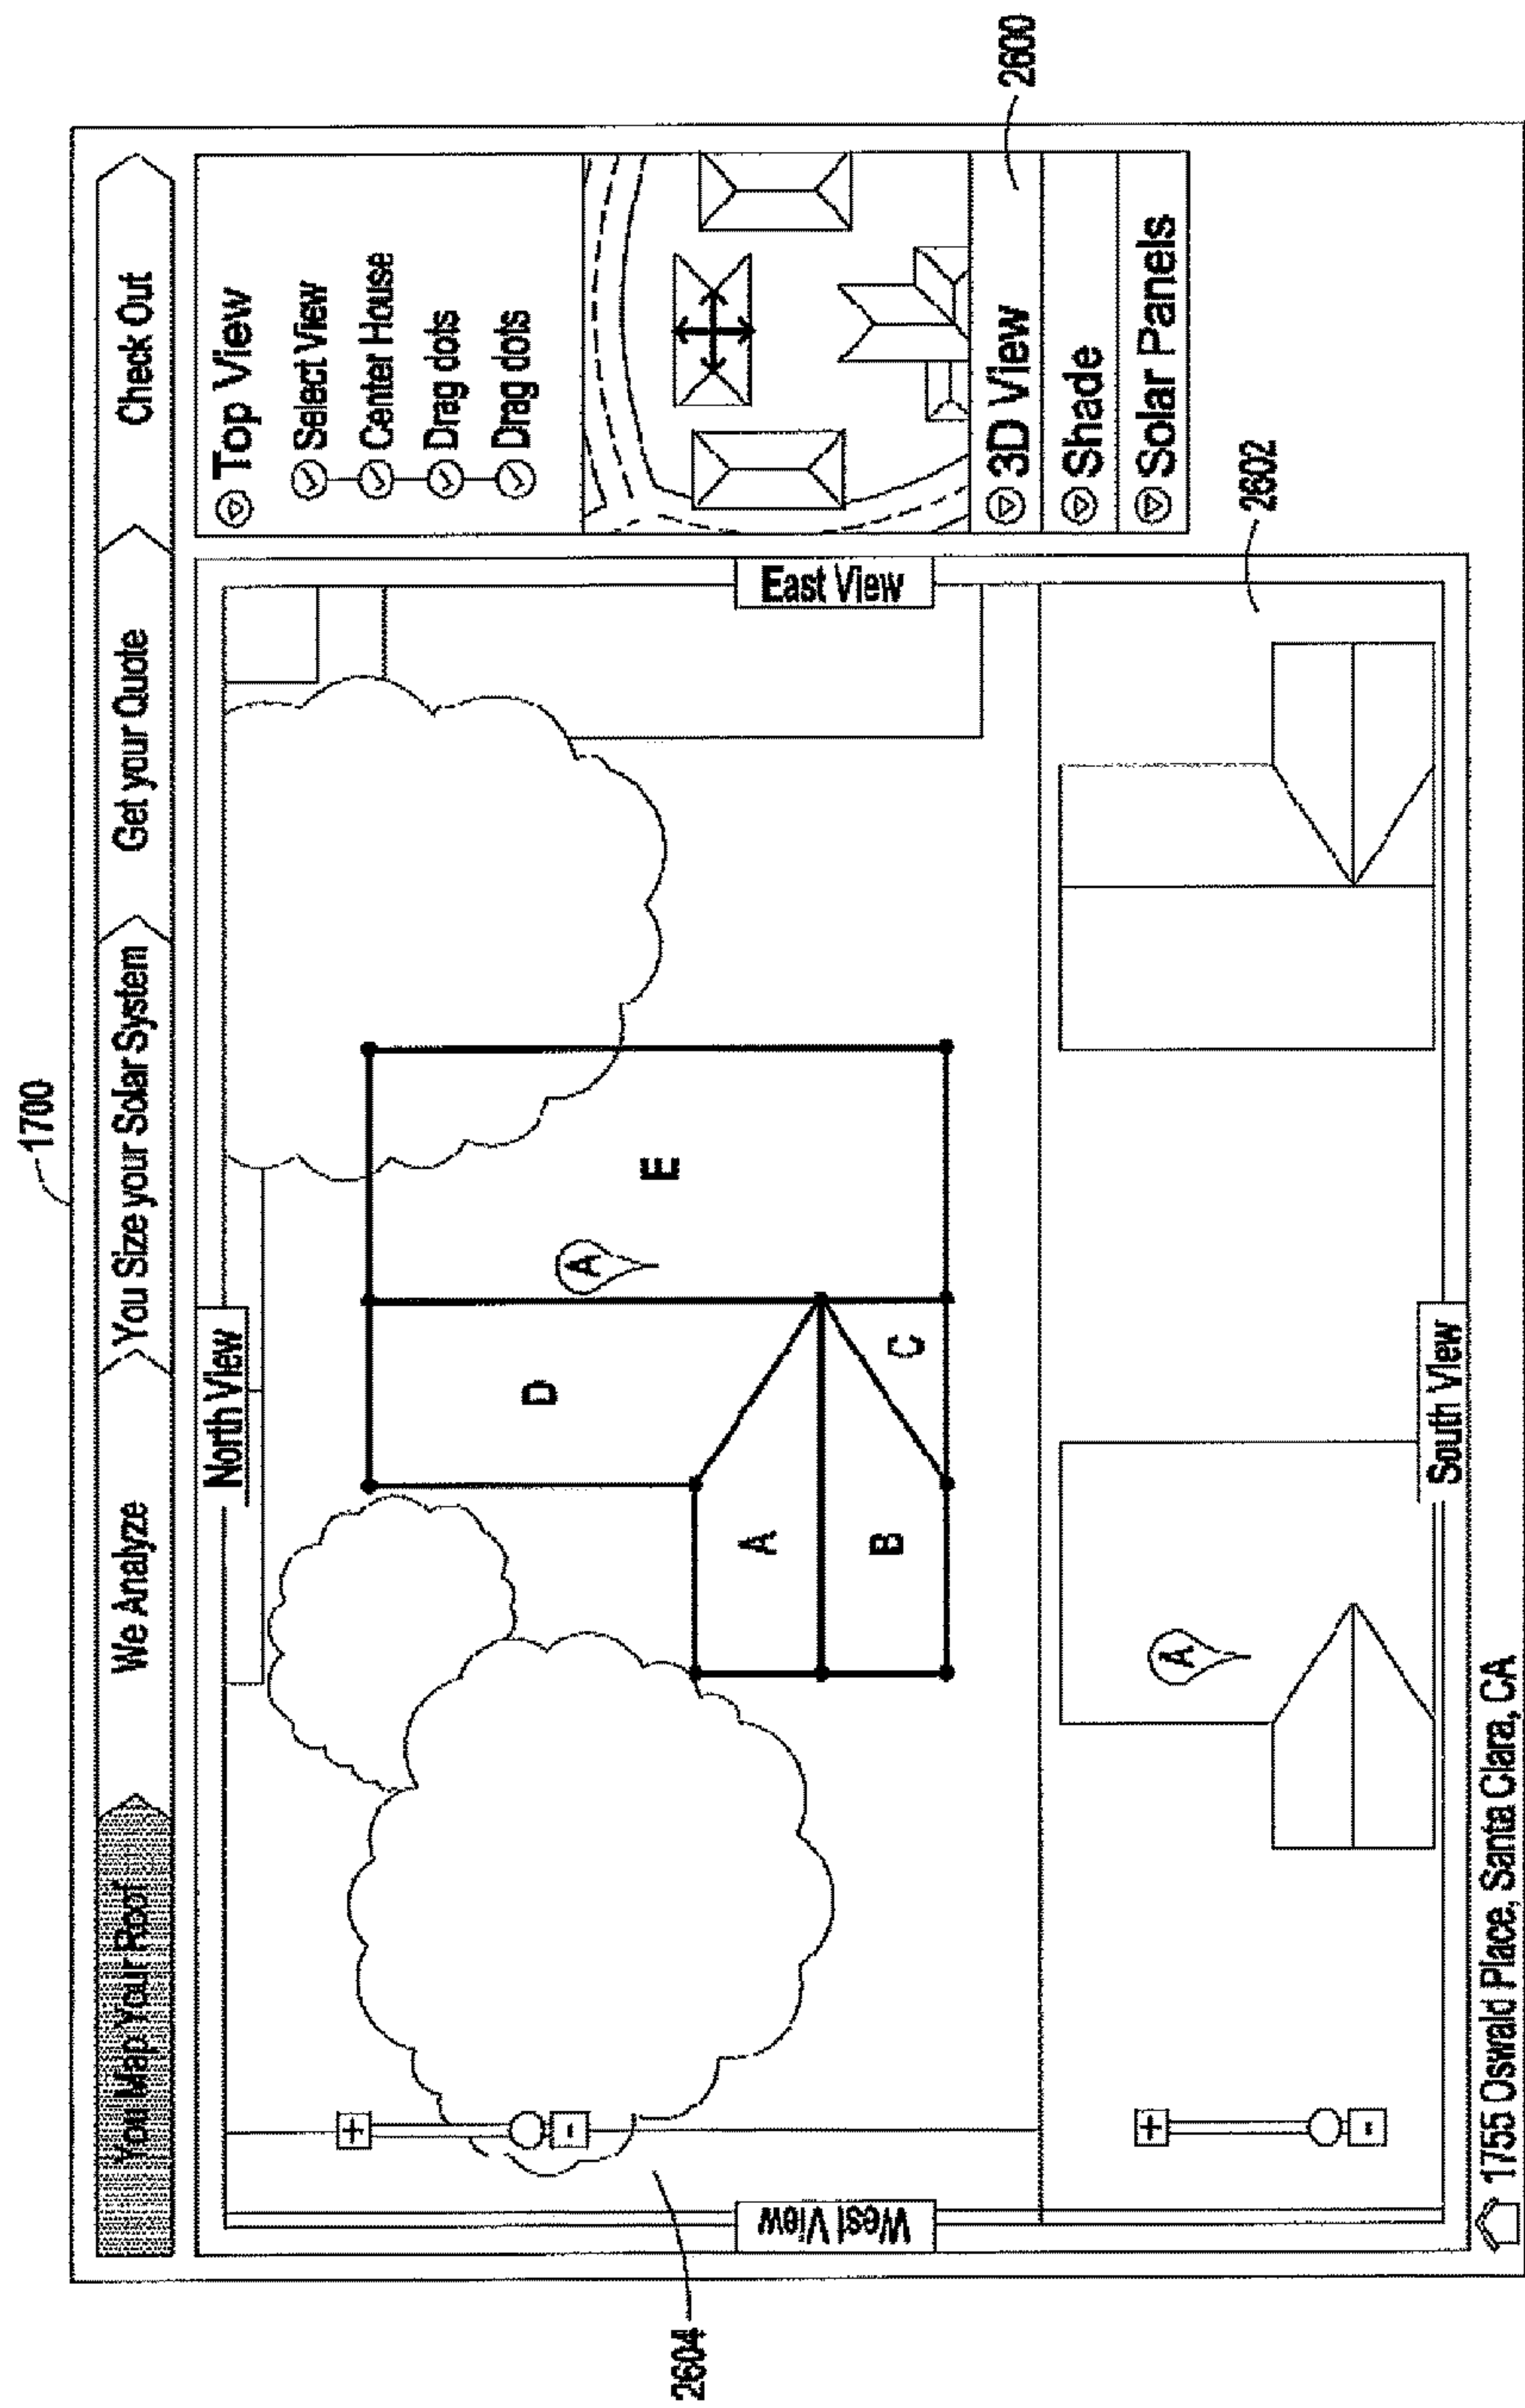 1700
You Map Your Roof
We Analyze
You Size your Solar System
Get your Quote
Check Out
North View
Top View
Select View
Center House
Drag dots
Drag dots
A
D
E
A
B
C
+
-
West View
East View
3D View
Shade
Solar Panels
2600
2602
2604
A
+
-
South View
1755 Oswald Place, Santa Clara, CA